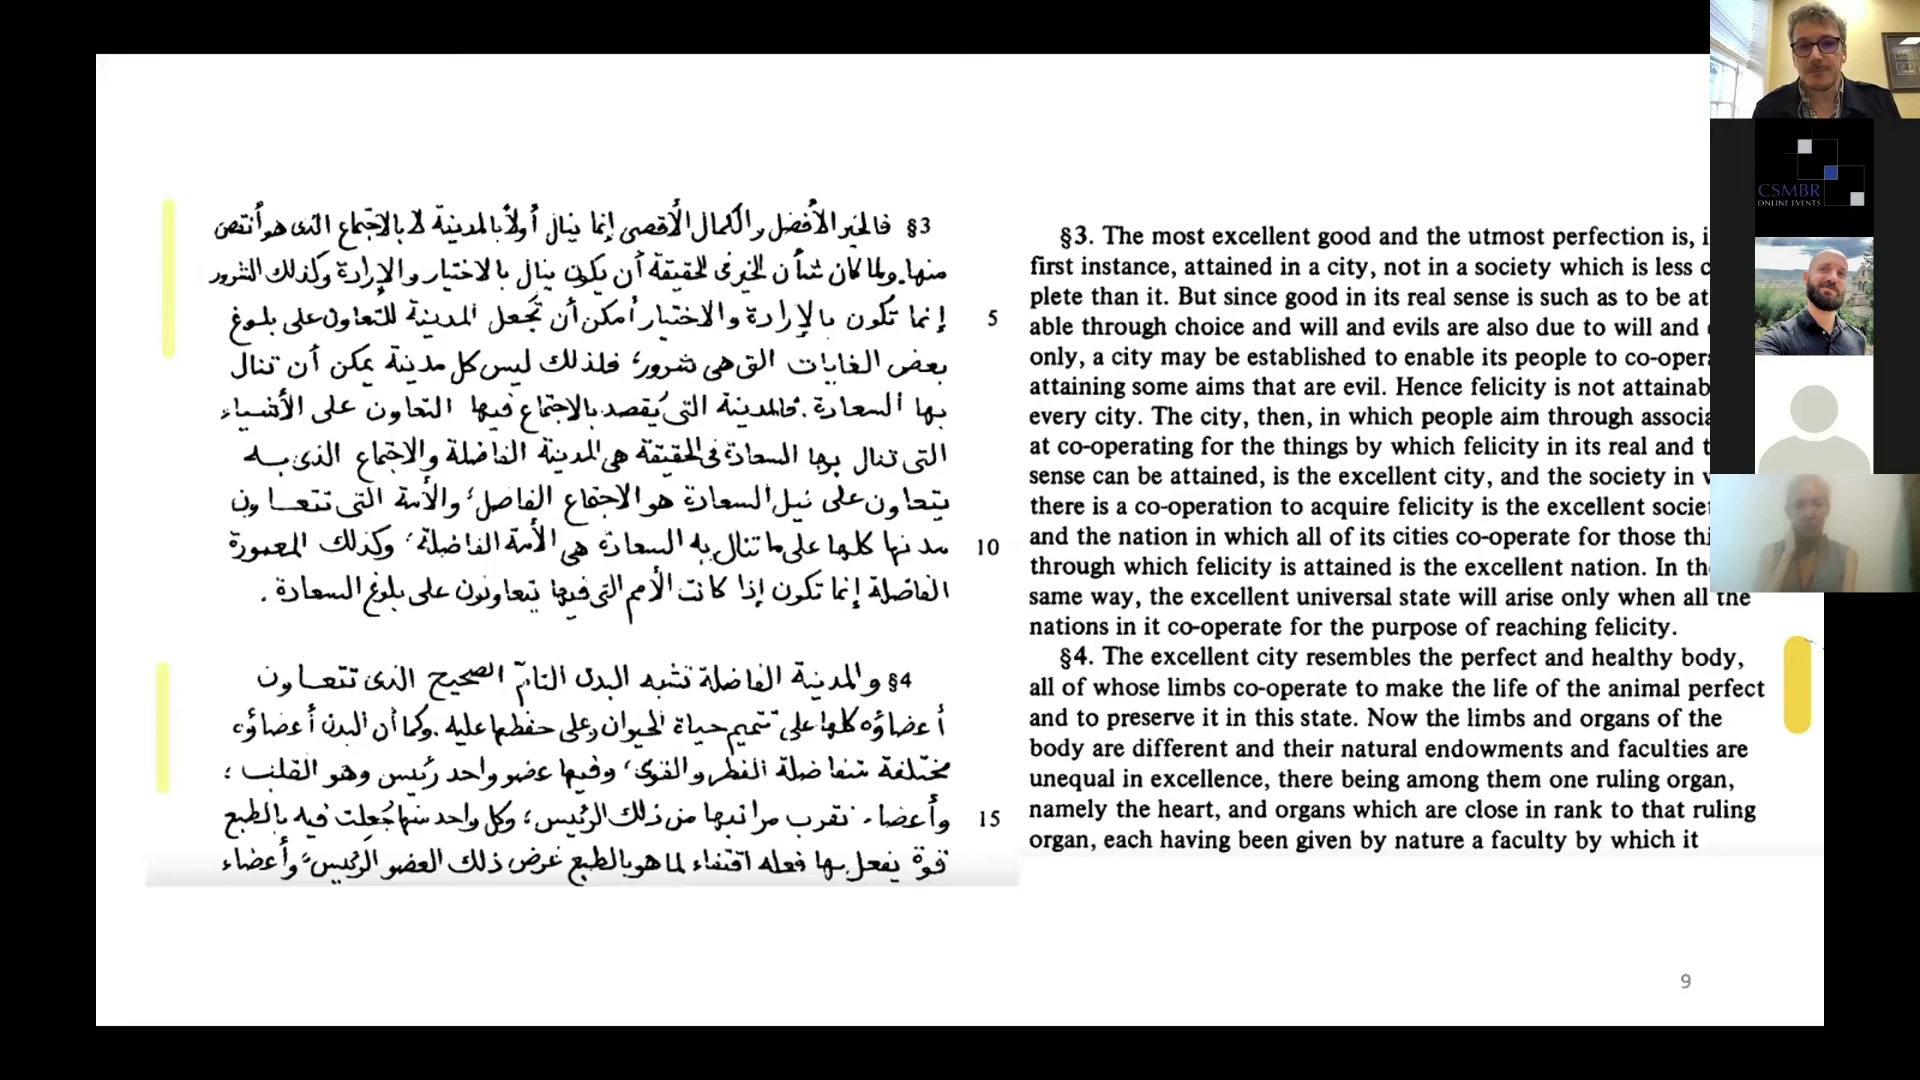 §3 فالخير الأفضل والكمال الأقصى إنما ينال أولاً بالمدينة لا بالاجتماع الذى هو أنقص
منها. ولما كان شأن الخير فى الحقيقة أن يكون ينال بالاختيار والإرادة وكذلك الشرور
إنما تكون بالإرادة والاختيار أمكن أن تُجعل المدينة للتعاون على بلوغ
5
بعض الغايات التى هى شرور؛ فلذلك ليس كل مدينة يمكن أن تنال
بها السعادة. فالمدينة التى يُقصد بالاجتماع فيها التعاون على الأشياء
التى تنال بها السعادة فى الحقيقة هى المدينة الفاضلة والاجتماع الذى به
يتعاون على نيل السعادة هو الاجتماع الفاضل؛ والأمة التى تتعاون
مدنها كلها على ما تنال به السعادة هى الأمة الفاضلة؛ وكذلك المعمورة
10
الفاضلة إنما تكون إذا كانت الأمم التى فيها يتعاونون على بلوغ السعادة.
§4 والمدينة الفاضلة تشبه البدن التامّ الصحيح الذى تتعاون
أعضاؤه كلها على تتميم حياة الحيوان وعلى حفظها عليه. وكما أن البدن أعضاؤه
مختلفة متفاضلة الفطر والقوى، وفيها عضو واحد رئيس وهو القلب؛
وأعضاء تقرب مراتبها من ذلك الرئيس؛ وكل واحد منها جُعلت فيه بالطبع
15
قوة يفعل بها فعله اقتفاء لما هو بالطبع غرض ذلك العضو الرئيس؛ وأعضاء
§3. The most excellent good and the utmost perfection is, i
first instance, attained in a city, not in a society which is less c
plete than it. But since good in its real sense is such as to be at
able through choice and will and evils are also due to will and
only, a city may be established to enable its people to co-oper
attaining some aims that are evil. Hence felicity is not attainab
every city. The city, then, in which people aim through associa
at co-operating for the things by which felicity in its real and t
sense can be attained, is the excellent city, and the society in
there is a co-operation to acquire felicity is the excellent socie
and the nation in which all of its cities co-operate for those thi
through which felicity is attained is the excellent nation. In th
same way, the excellent universal state will arise only when all the
nations in it co-operate for the purpose of reaching felicity.
§4. The excellent city resembles the perfect and healthy body,
all of whose limbs co-operate to make the life of the animal perfect
and to preserve it in this state. Now the limbs and organs of the
body are different and their natural endowments and faculties are
unequal in excellence, there being among them one ruling organ,
namely the heart, and organs which are close in rank to that ruling
organ, each having been given by nature a faculty by which it
9
CSMBR
ONLINE EVENTS